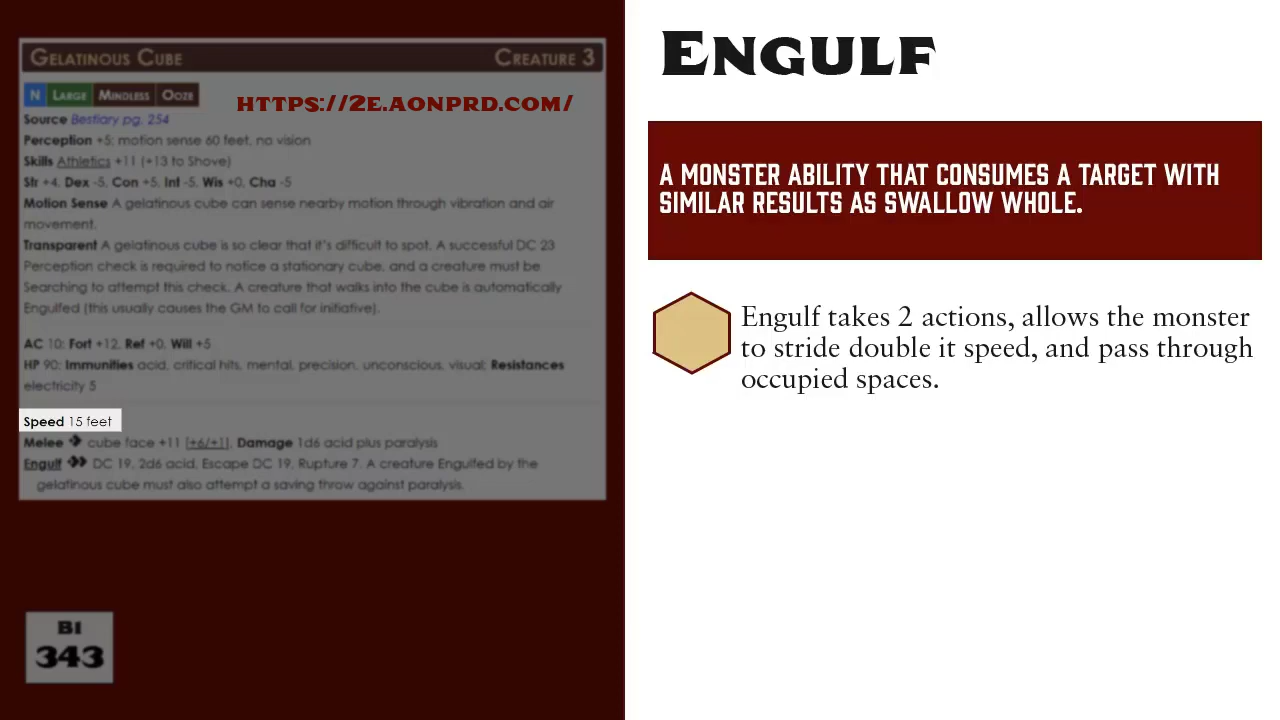 Gelatinous Cube Creature 3
N Large Mindless Ooze
https://2e.aonprd.com/
Source Bestiary pg. 254
Perception +5; motion sense 60 feet, no vision
Skills Athletics +11 (+13 to Shove)
Str +4, Dex -5, Con +5, Int -5, Wis +0, Cha -5
Motion Sense A gelatinous cube can sense nearby motion through vibration and air
movement.
Transparent A gelatinous cube is so clear that it's difficult to spot. A successful DC 23
Perception check is required to notice a stationary cube, and a creature must be
Searching to attempt this check. A creature that walks into the cube is automatically
Engulfed (this usually causes the GM to call for initiative).
AC 10; Fort +12, Ref +0, Will +5
HP 90; Immunities acid, critical hits, mental, precision, unconscious, visual; Resistances
electricity 5
Speed 15 feet
Melee cube face +11 [+6/+1], Damage 1d6 acid plus paralysis
Engulf DC 19, 2d6 acid, Escape DC 19, Rupture 7. A creature Engulfed by the
gelatinous cube must also attempt a saving throw against paralysis.
B1
343
Engulf
A monster ability that consumes a target with
similar results as swallow whole.
Engulf takes 2 actions, allows the monster
to stride double it speed, and pass through
occupied spaces.